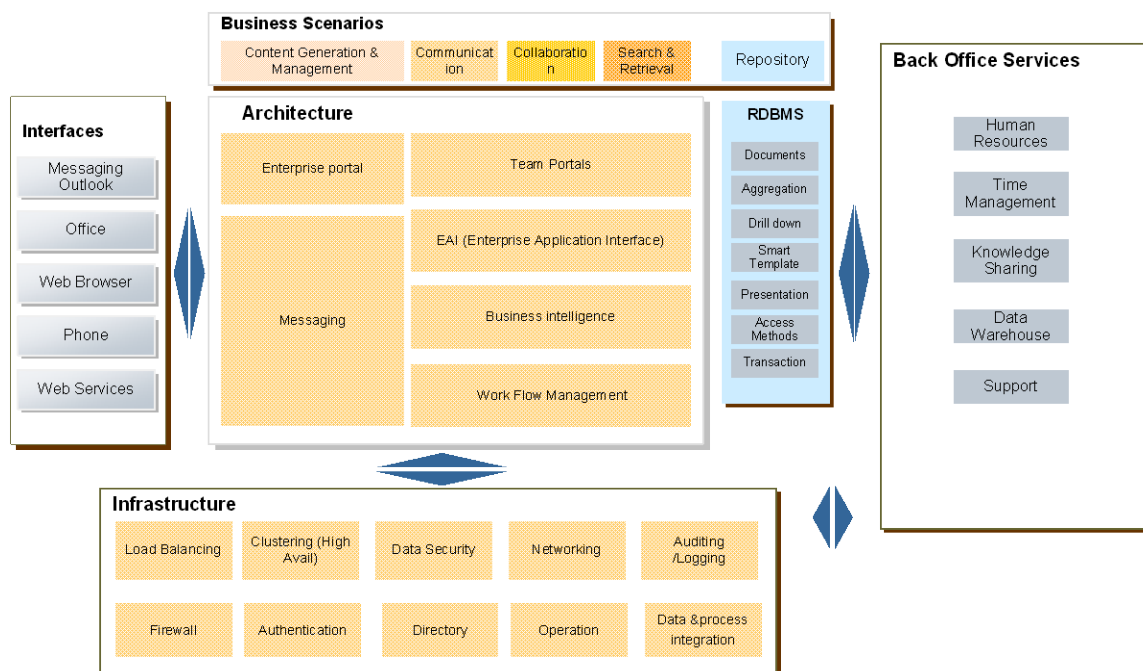 Business Scenarios
Content Generation &
Management
Communicat
ion
Collaboratio
n
Search &
Retrieval
Repository
Interfaces
Messaging
Outlook
Office
Web Browser
Phone
Web Services
Architecture
Enterprise portal
Team Portals
Messaging
EAI (Enterprise Application Interface)
Business intelligence
Work Flow Management
RDBMS
Documents
Aggregation
Drill down
Smart
Template
Presentation
Access
Methods
Transaction
Back Office Services
Human
Resources
Time
Management
Knowledge
Sharing
Data
Warehouse
Support
Infrastructure
Load Balancing
Clustering (High
Avail)
Data Security
Networking
Auditing
/Logging
Firewall
Authentication
Directory
Operation
Data &process
integration